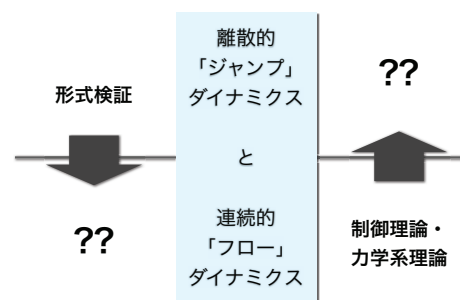 形式検証
??
離散的
「ジャンプ」
ダイナミクス
と
連続的
「フロー」
ダイナミクス
??
制御理論・
力学系理論